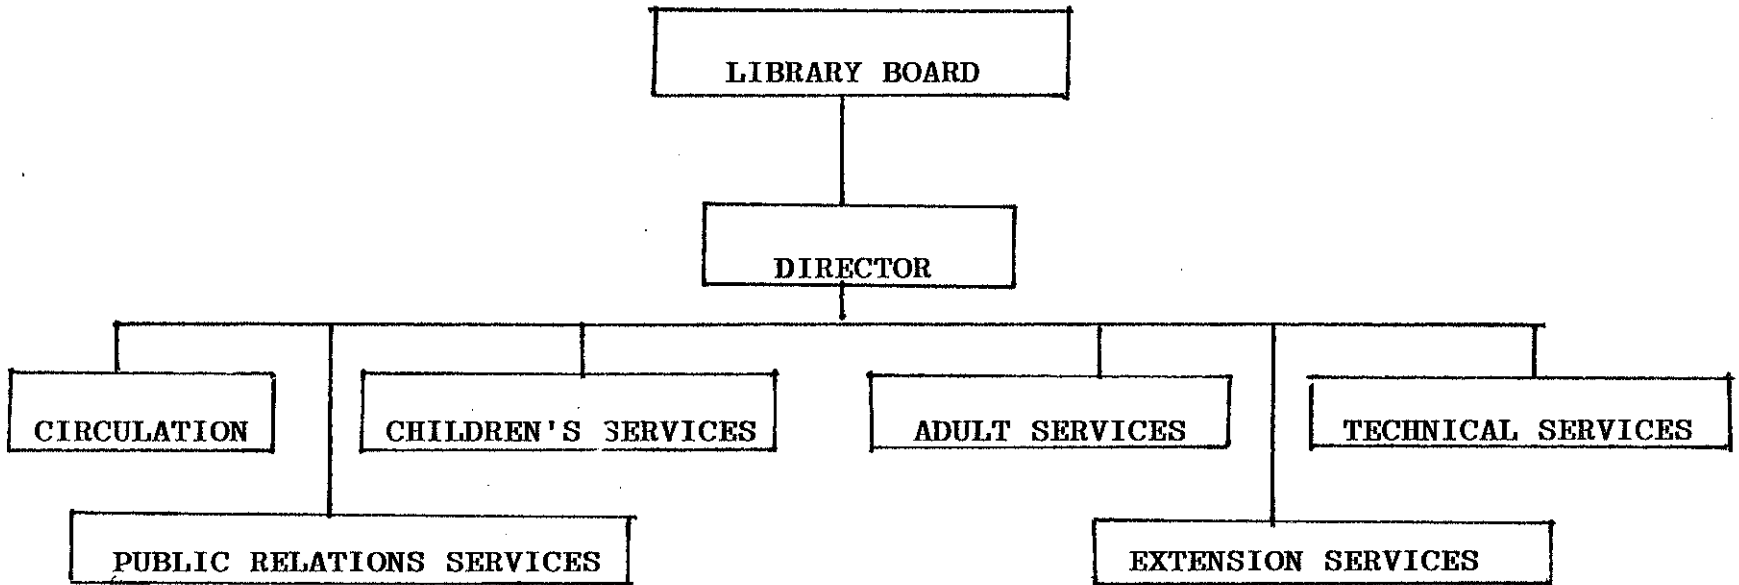 LIBRARY BOARD
DIRECTOR
CIRCULATION
CHILDREN'S SERVICES
ADULT SERVICES
TECHNICAL SERVICES
PUBLIC RELATIONS SERVICES
EXTENSION SERVICES